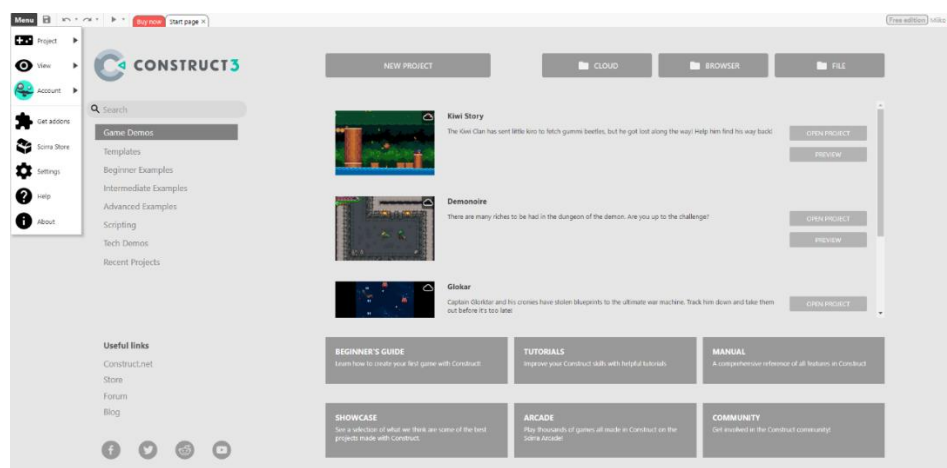 Menu
Buy now
Start page ×
Free edition
Project
View
Account
Get addons
Scirra Store
Settings
Help
About
CONSTRUCT3
Search
Game Demos
Templates
Beginner Examples
Intermediate Examples
Advanced Examples
Scripting
Tech Demos
Recent Projects
Useful links
Construct.net
Store
Forum
Blog
NEW PROJECT
CLOUD
BROWSER
FILE
Kiwi Story
The Kiwi Clan has sent little kiro to fetch gummi beetles, but he got lost along the way! Help him find his way back!
OPEN PROJECT
PREVIEW
Demonoire
There are many riches to be had in the dungeon of the demon. Are you up to the challenge?
OPEN PROJECT
PREVIEW
Glokar
Captain Glorktar and his cronies have stolen blueprints to the ultimate war machine. Track him down and take them
out before it's too late!
OPEN PROJECT
BEGINNER'S GUIDE
Learn how to create your first game with Construct!
TUTORIALS
Improve your Construct skills with helpful tutorials
MANUAL
A comprehensive reference of all features in Construct
SHOWCASE
See a selection of what we think are some of the best
projects made with Construct.
ARCADE
Play thousands of games all made in Construct on the
Scirra Arcade!
COMMUNITY
Get involved in the Construct community!